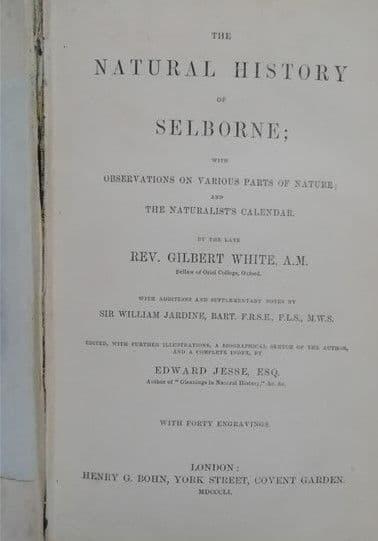 THE
NATURAL HISTORY
OF
SELBORNE;
WITH
OBSERVATIONS ON VARIOUS PARTS OF NATURE;
AND
THE NATURALIST'S CALENDAR.
BY THE LATE
REV. GILBERT WHITE, A.M.
Fellow of Oriel College, Oxford.
WITH ADDITIONS AND SUPPLEMENTARY NOTES BY
SIR WILLIAM JARDINE, BART. F.R.S.E., F.L.S., M.W.S.
EDITED, WITH FURTHER ILLUSTRATIONS, A BIOGRAPHICAL SKETCH OF THE AUTHOR,
AND A COMPLETE INDEX, BY
EDWARD JESSE, ESQ.
Author of "Gleanings in Natural History," &c. &c.
WITH FORTY ENGRAVINGS.
LONDON:
HENRY G. BOHN, YORK STREET, COVENT GARDEN.
MDCCCLI.